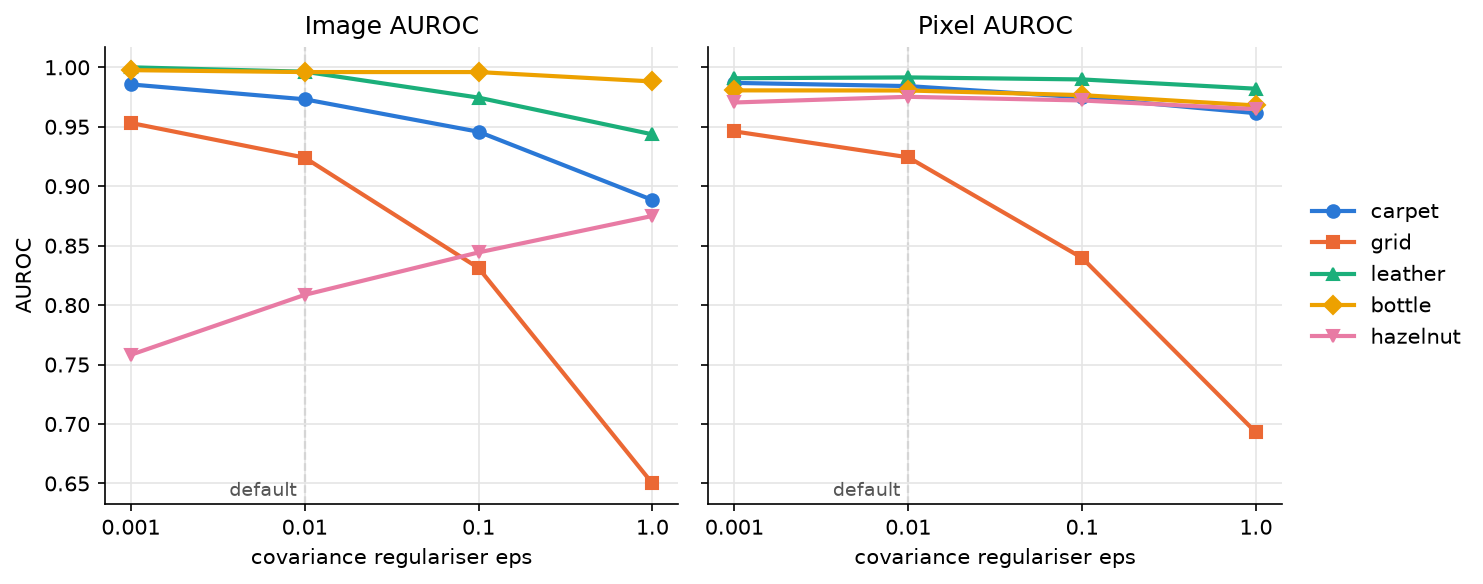 Image AUROC
Pixel AUROC
AUROC
1.00
0.95
0.90
0.85
0.80
0.75
0.70
0.65
default
default
0.001 0.01 0.1 1.0
0.001 0.01 0.1 1.0
covariance regulariser eps
covariance regulariser eps
carpet
grid
leather
bottle
hazelnut